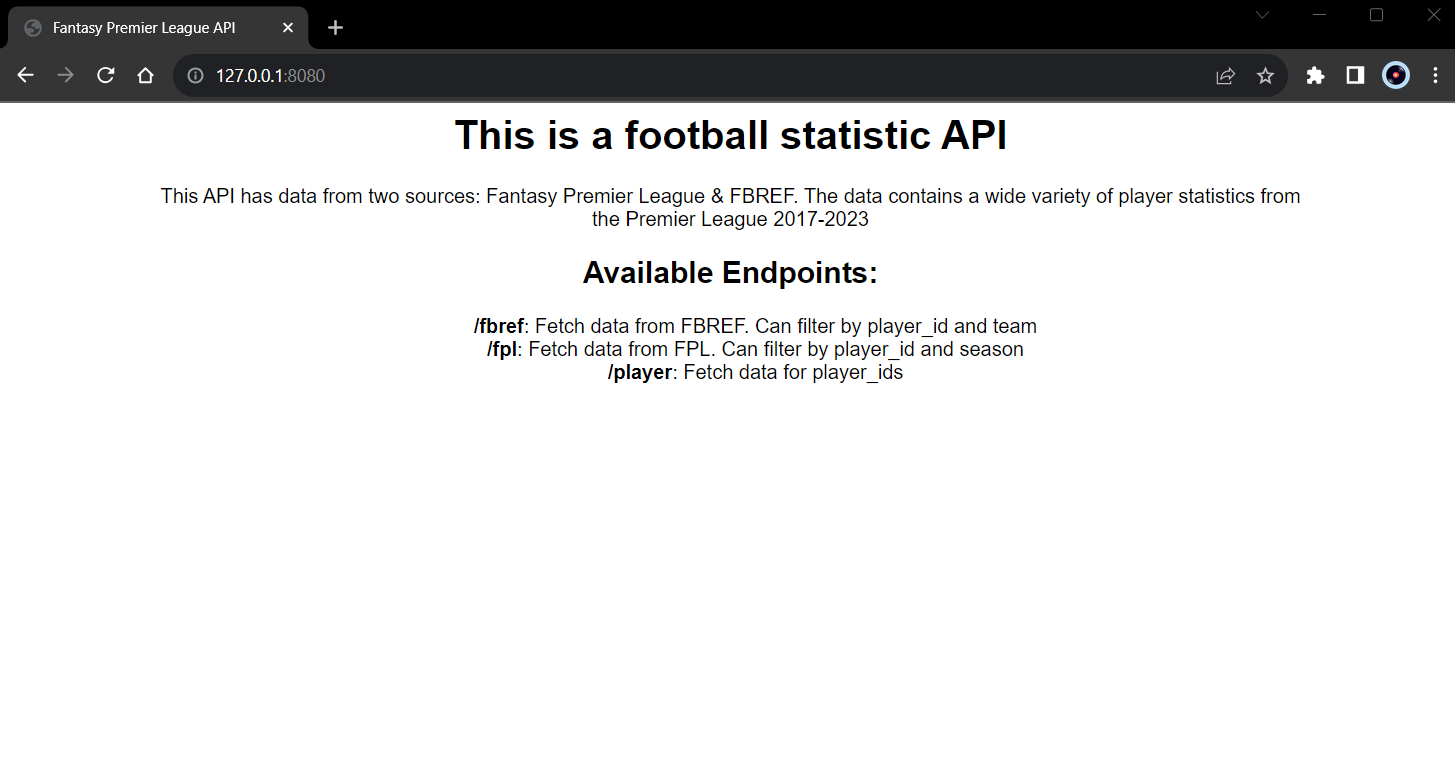 Fantasy Premier League API
127.0.0.1:8080
This is a football statistic API
This API has data from two sources: Fantasy Premier League & FBREF. The data contains a wide variety of player statistics from
the Premier League 2017-2023
Available Endpoints:
/fbref: Fetch data from FBREF. Can filter by player_id and team
/fpl: Fetch data from FPL. Can filter by player_id and season
/player: Fetch data for player_ids